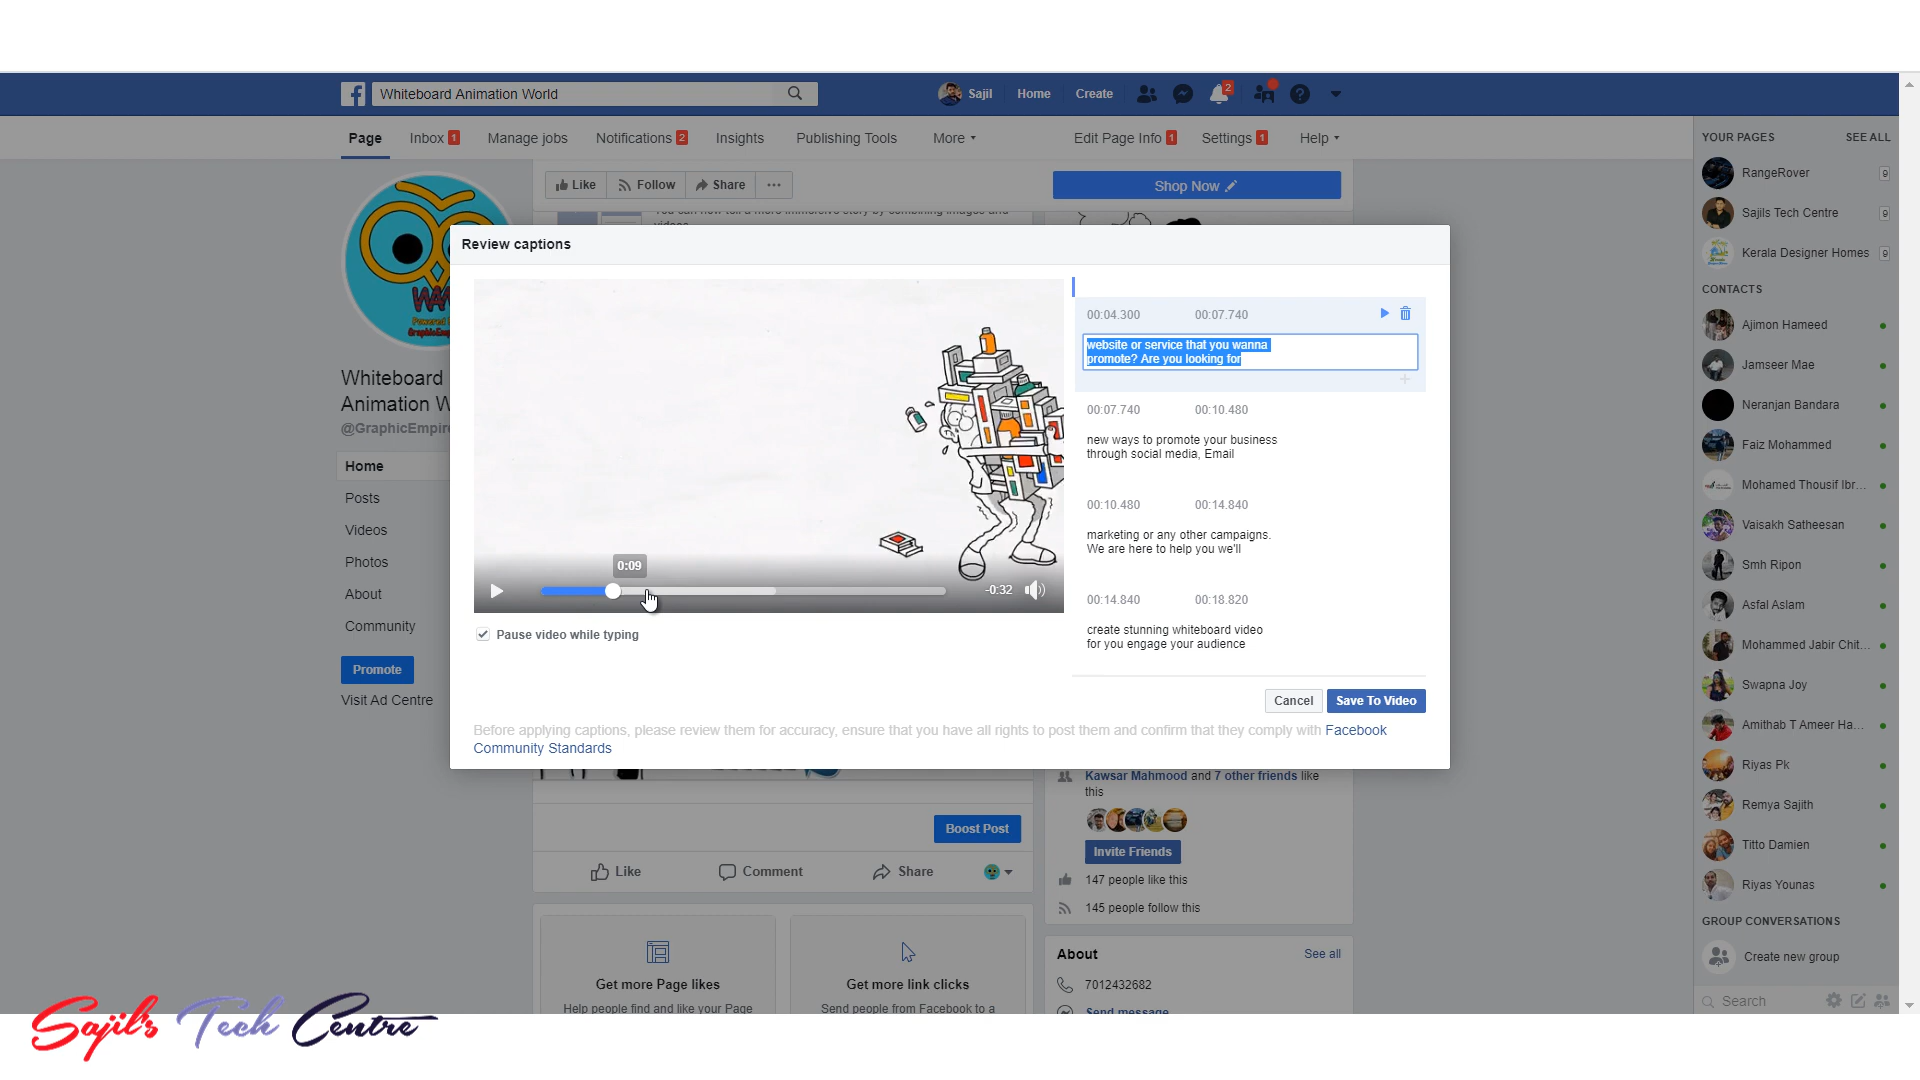 Whiteboard Animation World
Sajil
Home
Create
2
Page
Inbox 1
Manage jobs
Notifications 2
Insights
Publishing Tools
More
Edit Page Info 1
Settings 1
Help
Like
Follow
Share
Shop Now
Whiteboard
Animation W
@GraphicEmpire
Home
Posts
Videos
Photos
About
Community
Promote
Visit Ad Centre
Review captions
0:09
-0:32
Pause video while typing
00:04.300 00:07.740
website or service that you wanna
promote? Are you looking for
00:07.740 00:10.480
new ways to promote your business
through social media, Email
00:10.480 00:14.840
marketing or any other campaigns.
We are here to help you we'll
00:14.840 00:18.820
create stunning whiteboard video
for you engage your audience
Cancel
Save To Video
Before applying captions, please review them for accuracy, ensure that you have all rights to post them and confirm that they comply with Facebook
Community Standards
Boost Post
Like
Comment
Share
Get more Page likes
Help people find and like your Page
Get more link clicks
Send people from Facebook to a
Kawsar Mahmood and 7 other friends like
this
Invite Friends
147 people like this
145 people follow this
About
See all
7012432682
Send message
YOUR PAGES
SEE ALL
RangeRover 9
Sajils Tech Centre 9
Kerala Designer Homes 9
CONTACTS
Ajimon Hameed
Jamseer Mae
Neranjan Bandara
Faiz Mohammed
Mohamed Thousif Ibr...
Vaisakh Satheesan
Smh Ripon
Asfal Aslam
Mohammed Jabir Chit...
Swapna Joy
Amithab T Ameer Ha...
Riyas Pk
Remya Sajith
Titto Damien
Riyas Younas
GROUP CONVERSATIONS
Create new group
Search
Sajil's Tech Centre